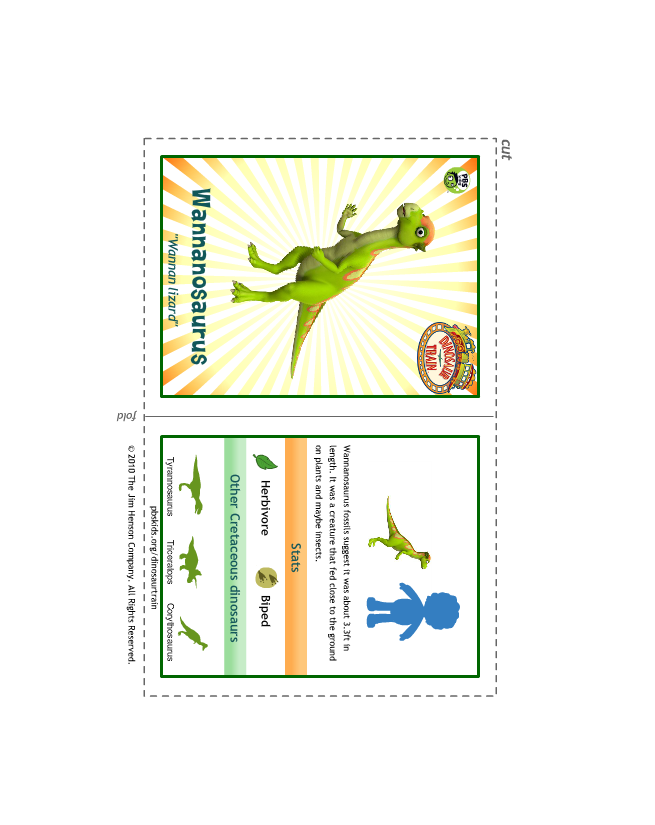 cut
PBS
KIDS
DINOSAUR
TRAIN
Wannanosaurus
"Wannan lizard"
fold
Wannanosaurus fossils suggest it was about 3.3ft in
length. It was a creature that fed close to the ground
on plants and maybe insects.
Stats
Herbivore Biped
Other Cretaceous dinosaurs
Tyrannosaurus Triceratops Corythosaurus
pbskids.org/dinosaurtrain
© 2010 The Jim Henson Company. All Rights Reserved.